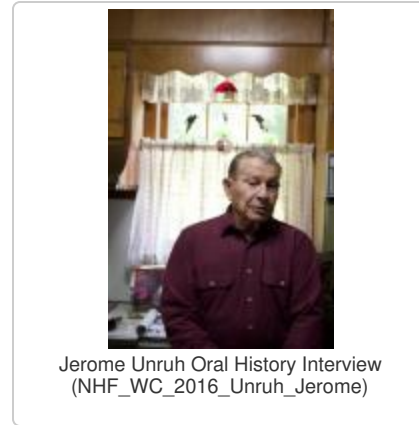 Jerome Unruh Oral History Interview
(NHF_WC_2016_Unruh_Jerome)